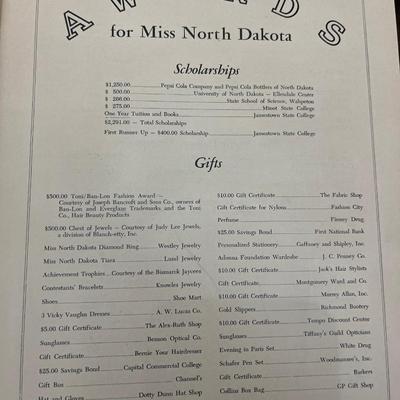 AWARDS
for Miss North Dakota
Scholarships
$1,250.00 Pepsi Cola Company and Pepsi Cola Bottlers of North Dakota
$ 500.00 University of North Dakota — Ellendale Center
$ 266.00 State School of Science, Wahpeton
$ 275.00 Minot State College
One Year Tuition and Books Jamestown State College
$2,291.00 — Total Scholarships
First Runner Up — $400.00 Scholarship Jamestown State College
Gifts
$500.00 Toni/Ban-Lon Fashion Award —
Courtesy of Joseph Bancroft and Sons Co., owners of
Ban-Lon and Everglaze Trademarks and the Toni
Co., Hair Beauty Products
$500.00 Chest of Jewels — Courtesy of Judy Lee Jewels,
a division of Blanch-ette, Inc.
Miss North Dakota Diamond Ring Westley Jewelry
Miss North Dakota Tiara Lund Jewelry
Achievement Trophies Courtesy of the Bismarck Jaycees
Contestants' Bracelets Knowles Jewelry
Shoes Shoe Mart
3 Vicky Vaughn Dresses A. W. Lucas Co.
$5.00 Gift Certificate The Alex-Ruth Shop
Sunglasses Benson Optical Co.
Gift Certificate Bernie Your Hairdresser
$25.00 Savings Bond Capital Commercial College
Gift Box Channel's
Hat and Gloves Dotty Dunn Hat Shop
$10.00 Gift Certificate The Fabric Shop
Gift Certificate for Nylons Fashion City
Perfume Finney Drug
$25.00 Savings Bond First National Bank
Personalized Stationery Gaffaney and Shipley, Inc.
Adonna Foundation Wardrobe J. C. Penney Co.
$10.00 Gift Certificate Jack's Hair Stylists
Gift Certificate Montgomery Ward and Co.
$10.00 Gift Certificate Morrey Allan, Inc.
Gold Slippers Richmond Bootery
$10.00 Gift Certificate Tempo Discount Center
Sunglasses Tiffany's Guild Opticians
Evening in Paris Set White Drug
Schafer Pen Set Woodmansee's, Inc.
Gift Certificate Barkers
Collins Box Bag GP Gift Shop